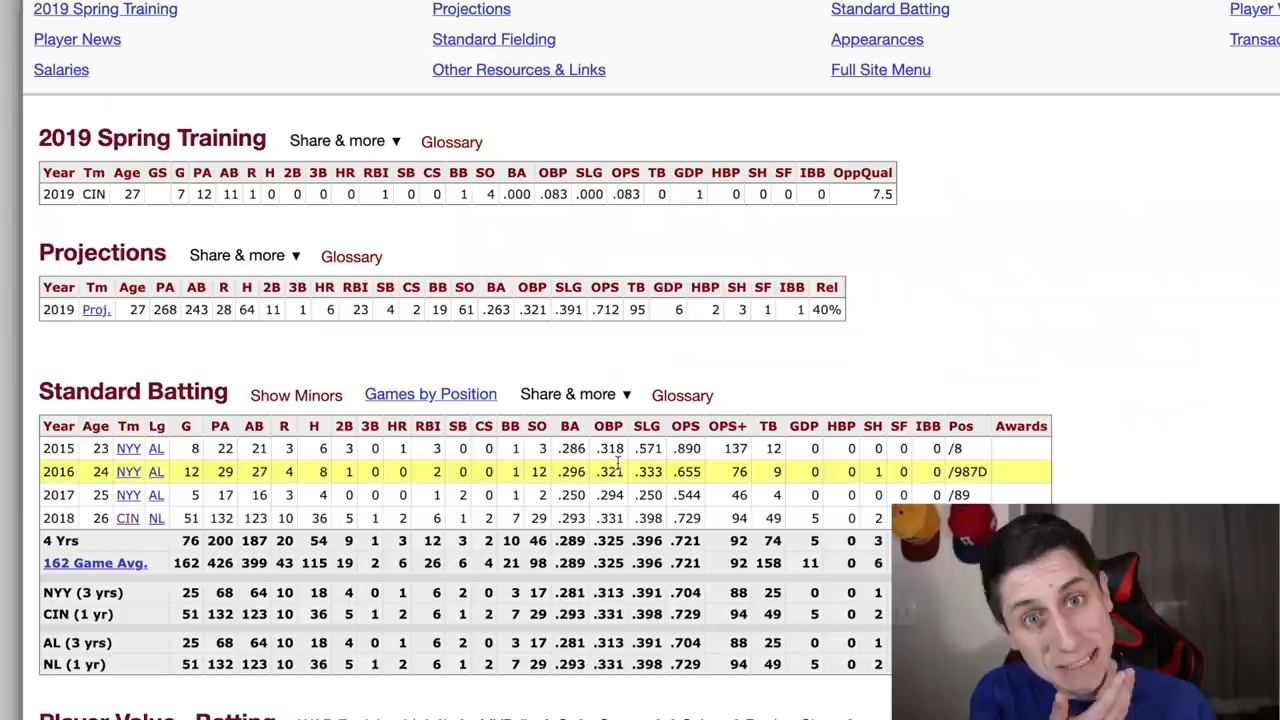 2019 Spring Training Projections Standard Batting Player V
Player News Standard Fielding Appearances Transac
Salaries Other Resources & Links Full Site Menu
2019 Spring Training Share & more ▼ Glossary
Year Tm Age GS G PA AB R H 2B 3B HR RBI SB CS BB SO BA OBP SLG OPS TB GDP HBP SH SF IBB OppQual
2019 CIN 27 7 12 11 1 0 0 0 0 1 0 0 1 4 .000 .083 .000 .083 0 1 0 0 0 0 7.5
Projections Share & more ▼ Glossary
Year Tm Age PA AB R H 2B 3B HR RBI SB CS BB SO BA OBP SLG OPS TB GDP HBP SH SF IBB Rel
2019 Proj. 27 268 243 28 64 11 1 6 23 4 2 19 61 .263 .321 .391 .712 95 6 2 3 1 1 40%
Standard Batting Show Minors Games by Position Share & more ▼ Glossary
Year Age Tm Lg G PA AB R H 2B 3B HR RBI SB CS BB SO BA OBP SLG OPS OPS+ TB GDP HBP SH SF IBB Pos Awards
2015 23 NYY AL 8 22 21 3 6 3 0 1 3 0 0 1 3 .286 .318 .571 .890 137 12 0 0 0 0 0 /8
2016 24 NYY AL 12 29 27 4 8 1 0 0 2 0 0 1 12 .296 .321 .333 .655 76 9 0 0 1 0 0 /987D
2017 25 NYY AL 5 17 16 3 4 0 0 0 1 2 0 1 2 .250 .294 .250 .544 46 4 0 0 0 0 0 /89
2018 26 CIN NL 51 132 123 10 36 5 1 2 6 1 2 7 29 .293 .331 .398 .729 94 49 5 0 2
4 Yrs 76 200 187 20 54 9 1 3 12 3 2 10 46 .289 .325 .396 .721 92 74 5 0 3
162 Game Avg. 162 426 399 43 115 19 2 6 26 6 4 21 98 .289 .325 .396 .721 92 158 11 0 6
NYY (3 yrs) 25 68 64 10 18 4 0 1 6 2 0 3 17 .281 .313 .391 .704 88 25 0 0 1
CIN (1 yr) 51 132 123 10 36 5 1 2 6 1 2 7 29 .293 .331 .398 .729 94 49 5 0 2
AL (3 yrs) 25 68 64 10 18 4 0 1 6 2 0 3 17 .281 .313 .391 .704 88 25 0 0 1
NL (1 yr) 51 132 123 10 36 5 1 2 6 1 2 7 29 .293 .331 .398 .729 94 49 5 0 2
Player Value--Batting